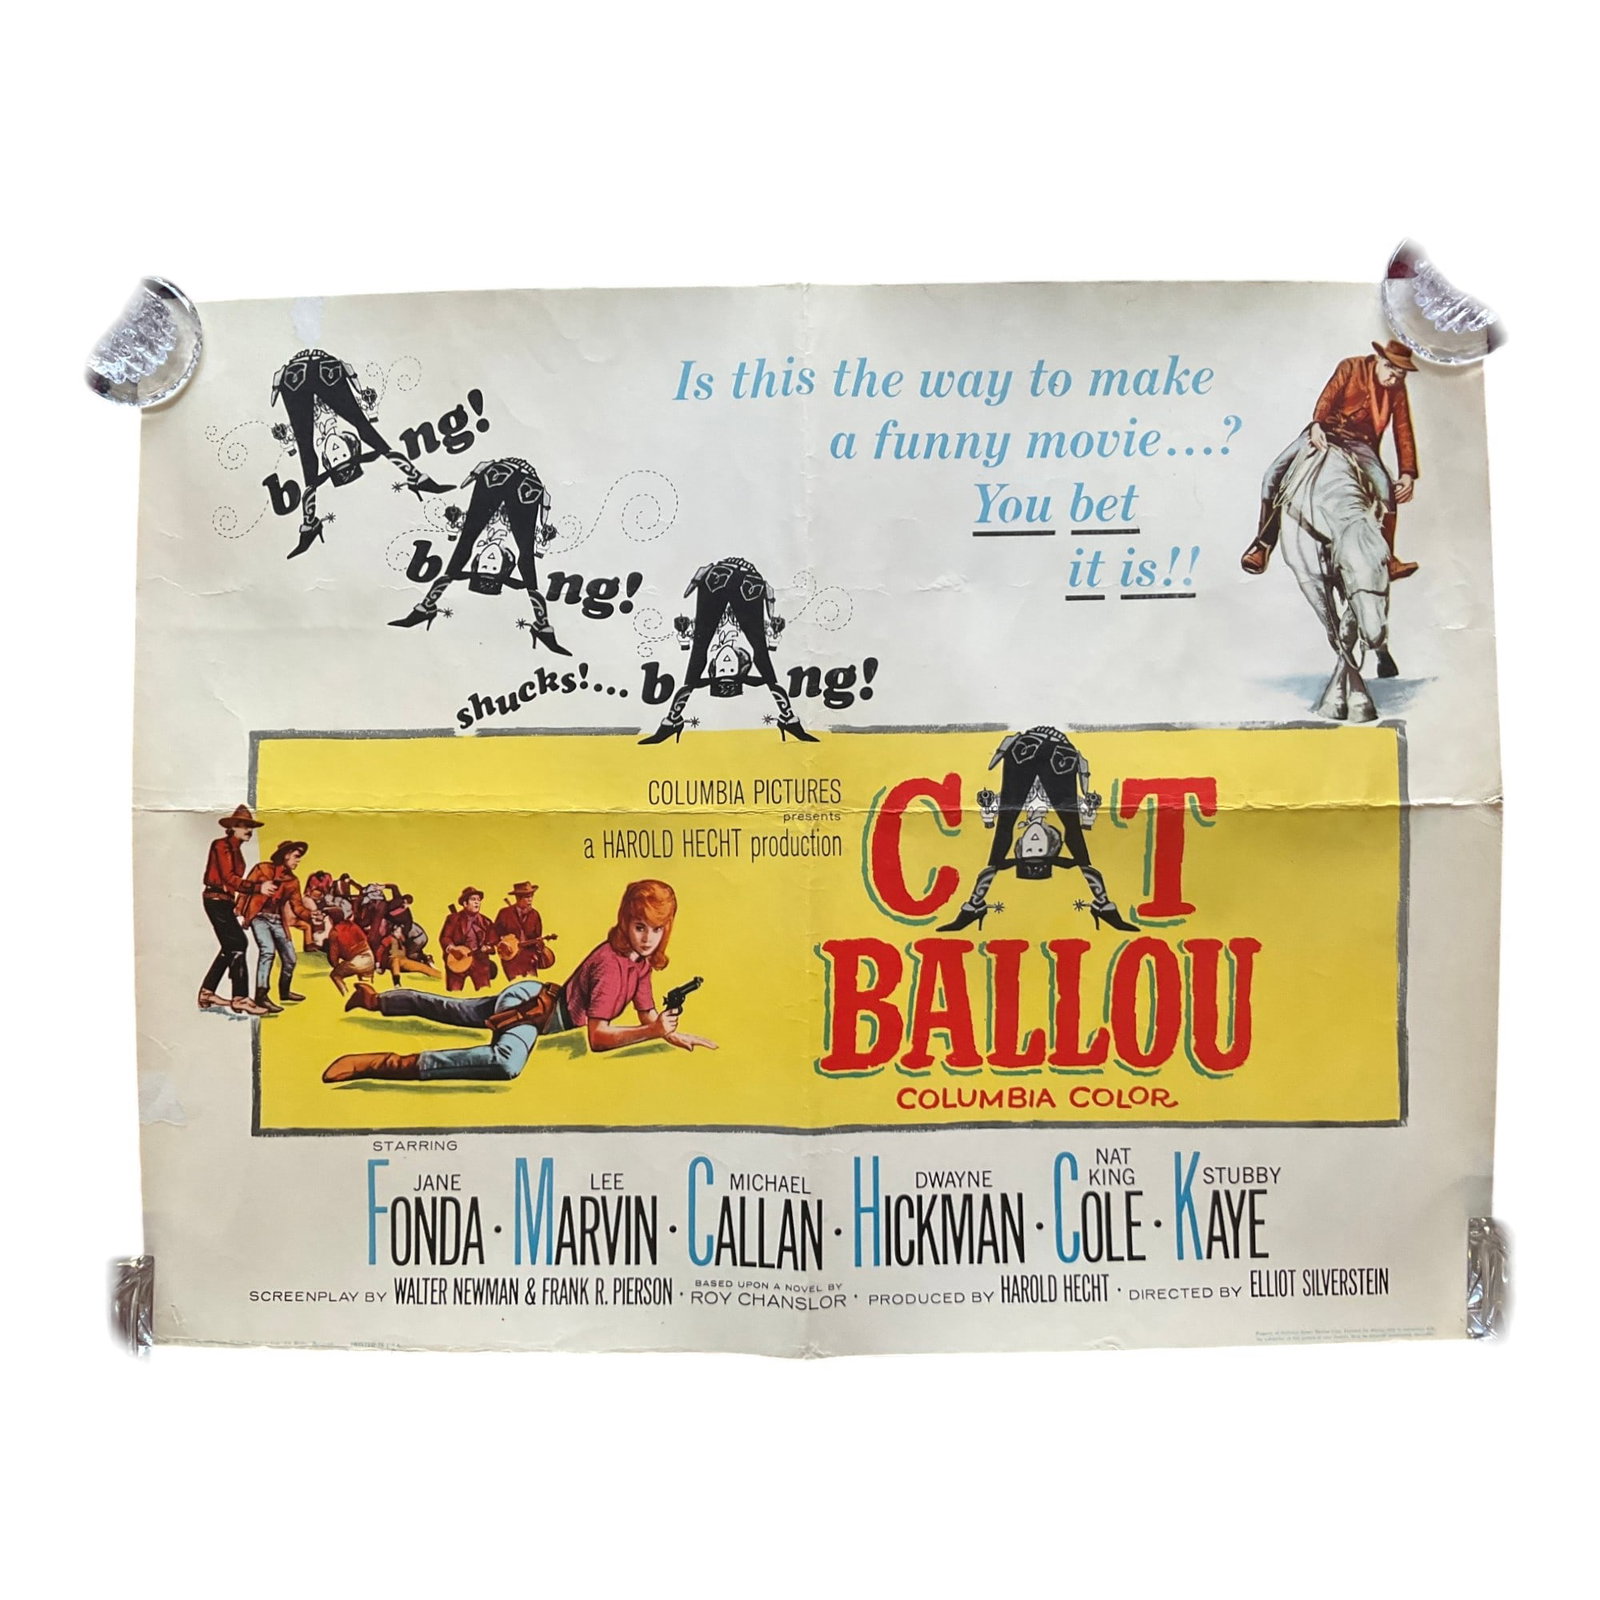 bAng!
bAng!
shucks!... bAng!
Is this the way to make
a funny movie....?
You bet
it is!!
COLUMBIA PICTURES
presents
a HAROLD HECHT production
CAT
BALLOU
COLUMBIA COLOR
STARRING
JANE FONDA · LEE MARVIN · MICHAEL CALLAN · DWAYNE HICKMAN · NAT KING COLE · STUBBY KAYE
SCREENPLAY BY WALTER NEWMAN & FRANK R. PIERSON · BASED UPON A NOVEL BY ROY CHANSLOR · PRODUCED BY HAROLD HECHT · DIRECTED BY ELLIOT SILVERSTEIN
PRINTED IN U.S.A.